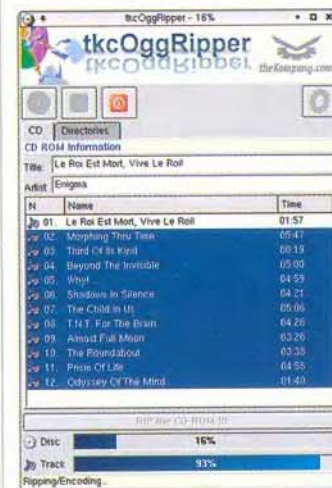 tkcOggRipper - 16%
tkcOggRipper
theKompany.com
CD Directories
CD ROM Information
Title: Le Roi Est Mort, Vive Le Roi!
Artist Enigma
N Name Time
01. Le Roi Est Mort, Vive Le Roi! 01:57
02. Morphing Thru Time 05:47
03. Third Of Its Kind 00:19
04. Beyond The Invisible 05:00
05. Why!... 04:59
06. Shadows In Silence 04:21
07. The Child In Us 05:06
08. T.N.T. For The Brain 04:26
09. Almost Full Moon 03:26
10. The Roundabout 03:38
11. Prism Of Life 04:55
12. Odyssey Of The Mind 01:40
RIP the CD-ROM !!!
Disc 16%
Track 93%
Ripping/Encoding...